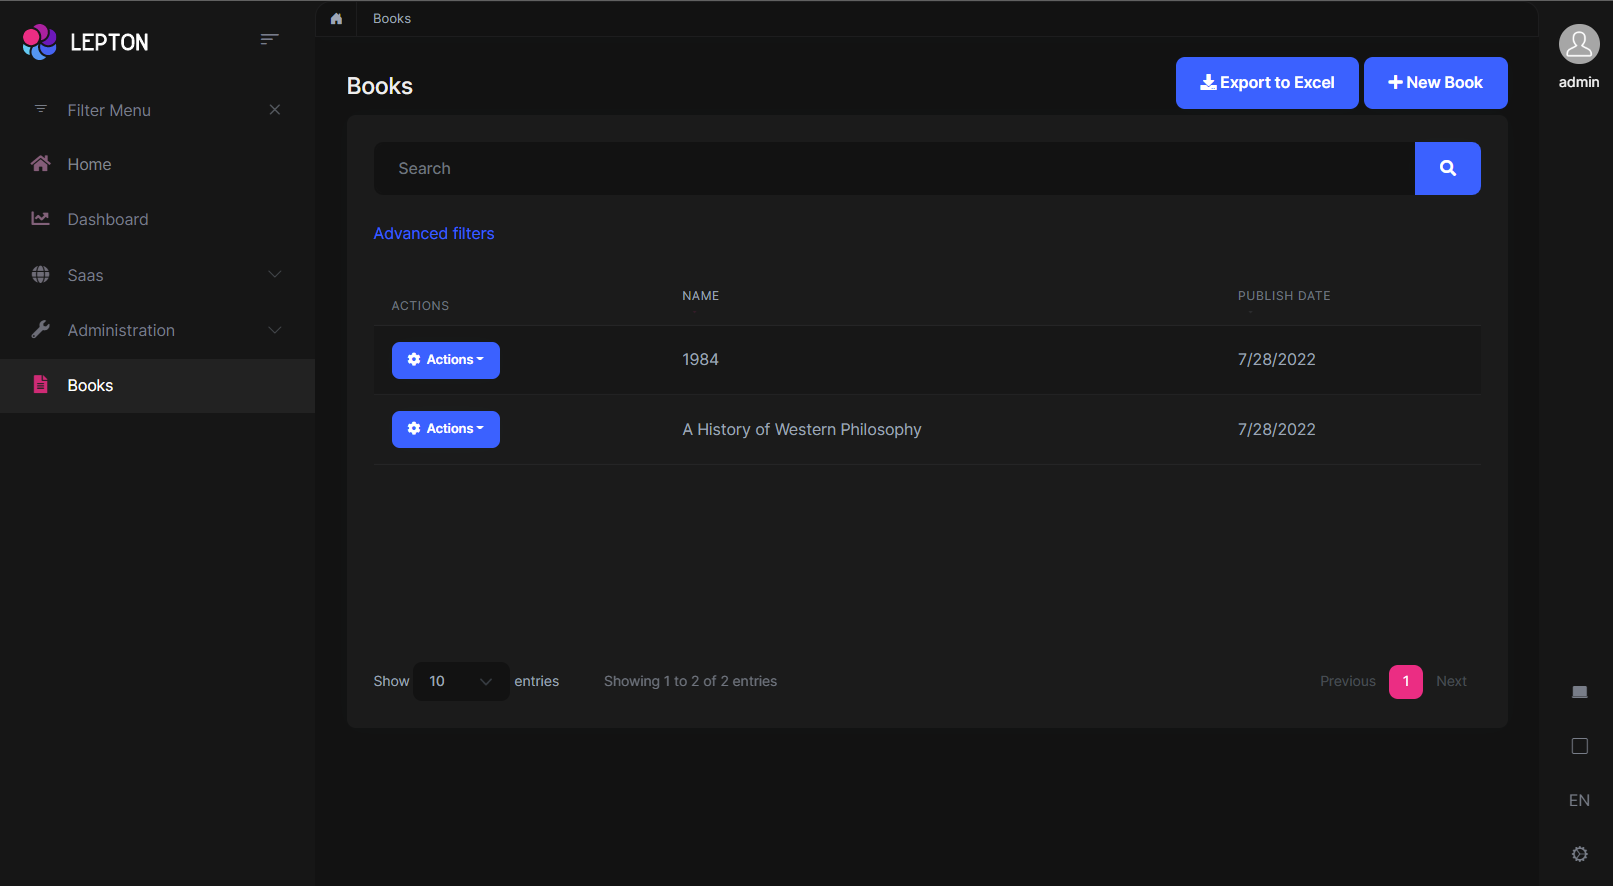 LEPTON
Filter Menu
Home
Dashboard
Saas
Administration
Books
Books
Books
Export to Excel
New Book
admin
Search
Advanced filters
ACTIONS
NAME
PUBLISH DATE
Actions
1984
7/28/2022
Actions
A History of Western Philosophy
7/28/2022
Show 10 entries
Showing 1 to 2 of 2 entries
Previous 1 Next
EN